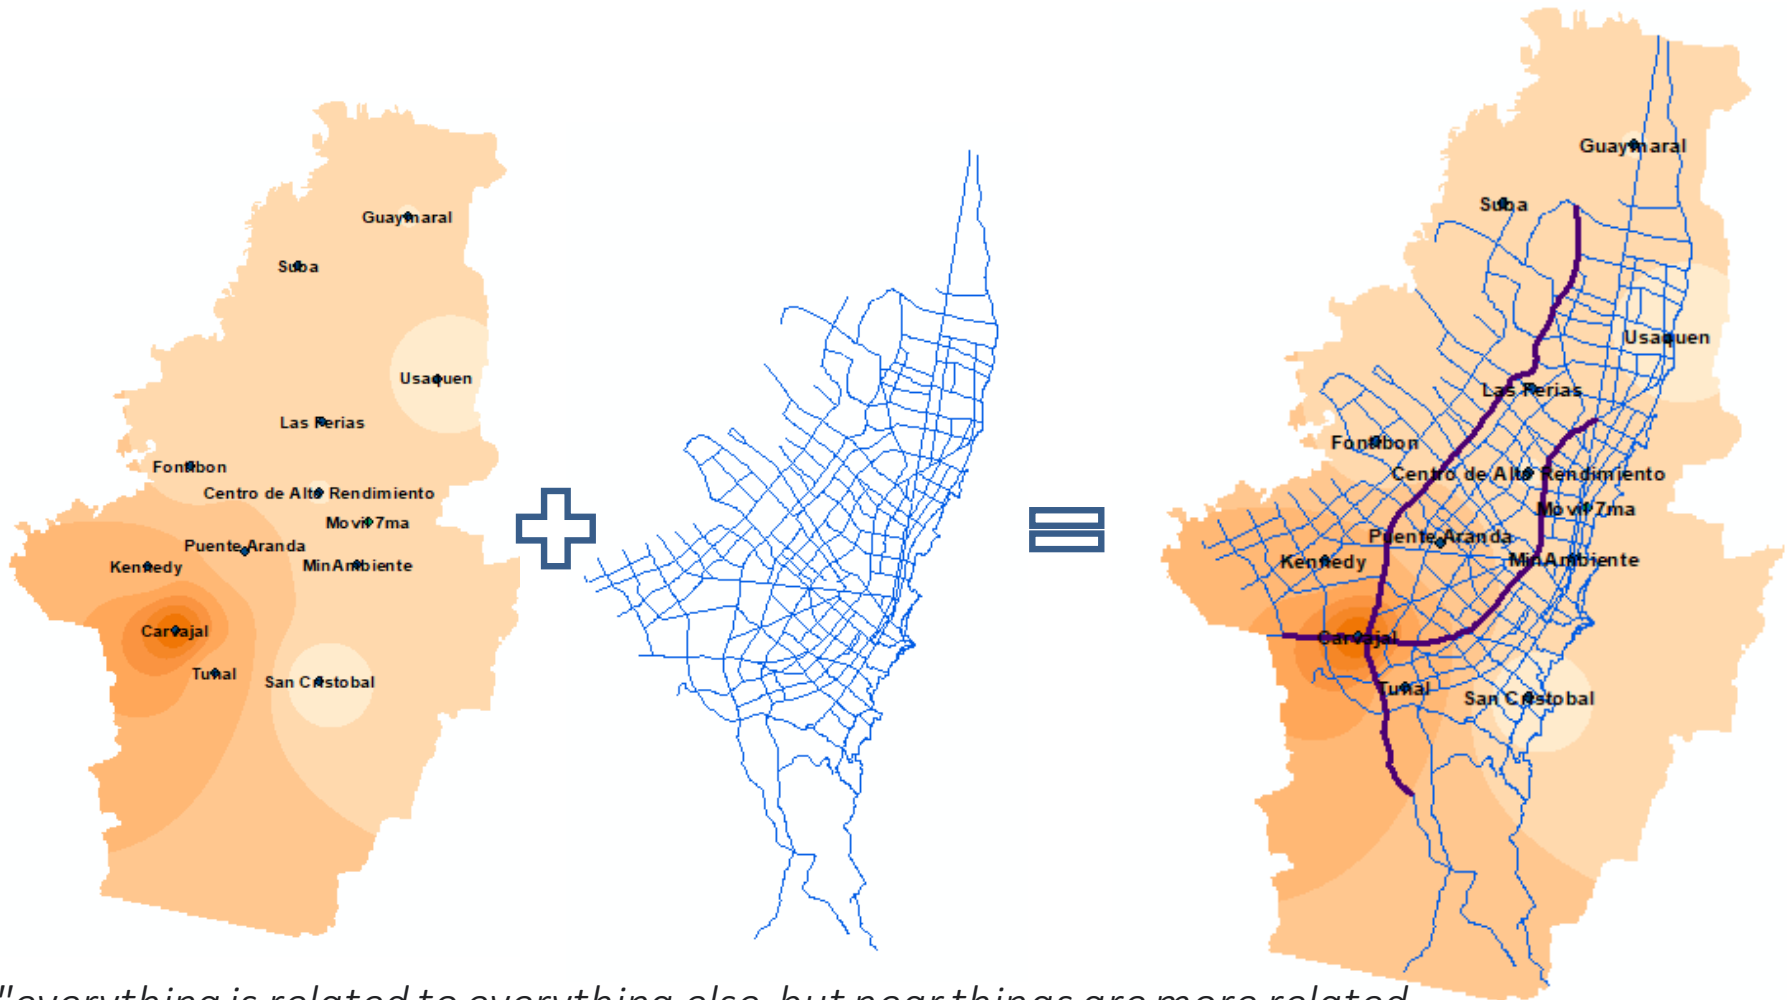 Guaymaral
Suba
Usaquen
Las Ferias
Fontibon
Centro de Alto Rendimiento
Movil 7ma
Puente Aranda
MinAmbiente
Kennedy
Carvajal
Tunal
San Cristobal
Guaymaral
Suba
Usaquen
Las Ferias
Fontibon
Centro de Alto Rendimiento
Movil 7ma
Puente Aranda
MinAmbiente
Kennedy
Carvajal
Tunal
San Cristobal
"everything is related to everything else, but near things are more related